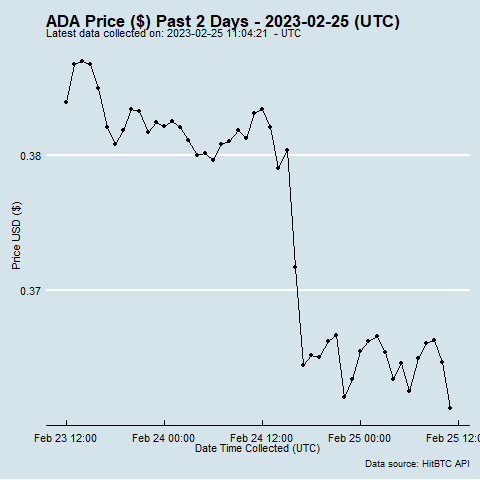 ADA Price ($) Past 2 Days - 2023-02-25 (UTC)
Latest data collected on: 2023-02-25 11:04:21  - UTC
0.38
0.37
Price USD ($)
Feb 23 12:00 Feb 24 00:00 Feb 24 12:00 Feb 25 00:00 Feb 25 12:
Date Time Collected (UTC)
Data source: HitBTC API